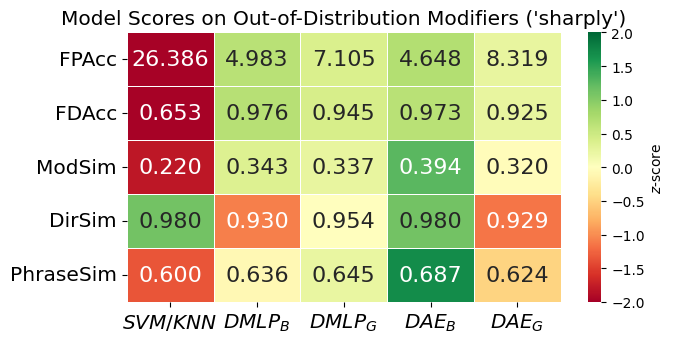 Model Scores on Out-of-Distribution Modifiers ('sharply')
FPAcc 26.386 4.983 7.105 4.648 8.319
FDAcc 0.653 0.976 0.945 0.973 0.925
ModSim 0.220 0.343 0.337 0.394 0.320
DirSim 0.980 0.930 0.954 0.980 0.929
PhraseSim 0.600 0.636 0.645 0.687 0.624
SVM/KNN DMLP_B DMLP_G DAE_B DAE_G
2.0
1.5
1.0
0.5
0.0
−0.5
−1.0
−1.5
−2.0
z-score